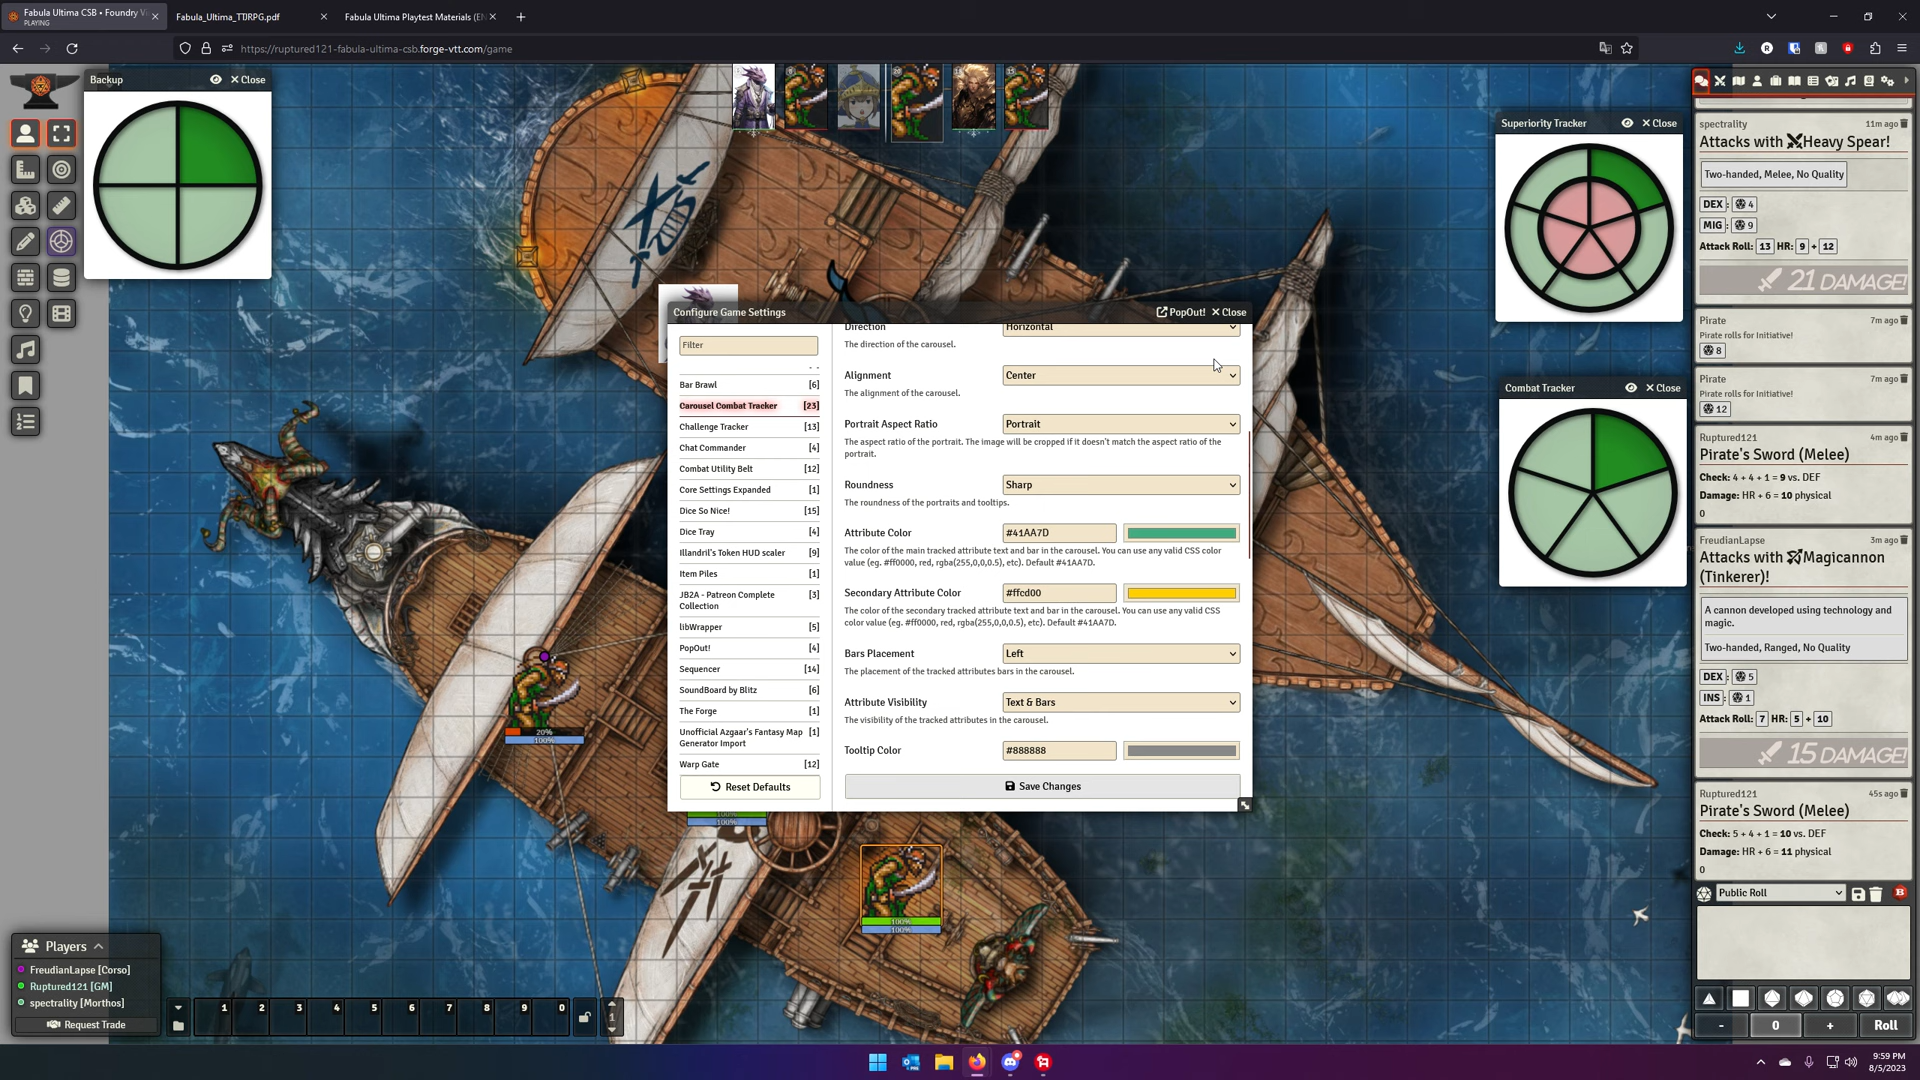 Fabula Ultima CSB • Foundry V
PLAYING
Fabula_Ultima_TTJRPG.pdf
Fabula Ultima Playtest Materials (EN
https://ruptured121-fabula-ultima-csb.forge-vtt.com/game
Backup
Close
Superiority Tracker
Close
Combat Tracker
Close
Configure Game Settings
PopOut!
Close
Filter
Bar Brawl [6]
Carousel Combat Tracker [23]
Challenge Tracker [13]
Chat Commander [4]
Combat Utility Belt [12]
Core Settings Expanded [1]
Dice So Nice! [15]
Dice Tray [4]
Illandril's Token HUD scaler [9]
Item Piles [1]
JB2A - Patreon Complete [3]
Collection
libWrapper [5]
PopOut! [4]
Sequencer [14]
SoundBoard by Blitz [6]
The Forge [1]
Unofficial Azgaar's Fantasy Map [1]
Generator Import
Warp Gate [12]
Reset Defaults
Direction Horizontal
The direction of the carousel.
Alignment Center
The alignment of the carousel.
Portrait Aspect Ratio Portrait
The aspect ratio of the portrait. The image will be cropped if it doesn't match the aspect ratio of the
portrait.
Roundness Sharp
The roundness of the portraits and tooltips.
Attribute Color #41AA7D
The color of the main tracked attribute text and bar in the carousel. You can use any valid CSS color
value (eg. #ff0000, red, rgba(255,0,0,0.5), etc). Default #41AA7D.
Secondary Attribute Color #ffcd00
The color of the secondary tracked attribute text and bar in the carousel. You can use any valid CSS
color value (eg. #ff0000, red, rgba(255,0,0,0.5), etc). Default #41AA7D.
Bars Placement Left
The placement of the tracked attributes bars in the carousel.
Attribute Visibility Text & Bars
The visibility of the tracked attributes in the carousel.
Tooltip Color #888888
Save Changes
20%
100%
100%
100%
100%
100%
spectrality 11m ago
Attacks with Heavy Spear!
Two-handed, Melee, No Quality
DEX: 4
MIG: 9
Attack Roll: 13 HR: 9 + 12
21 DAMAGE!
Pirate 7m ago
Pirate rolls for Initiative!
8
Pirate 7m ago
Pirate rolls for Initiative!
12
Ruptured121 4m ago
Pirate's Sword (Melee)
Check: 4 + 4 + 1 = 9 vs. DEF
Damage: HR + 6 = 10 physical
0
FreudianLapse 3m ago
Attacks with Magicannon
(Tinkerer)!
A cannon developed using technology and
magic.
Two-handed, Ranged, No Quality
DEX: 5
INS: 1
Attack Roll: 7 HR: 5 + 10
15 DAMAGE!
Ruptured121 45s ago
Pirate's Sword (Melee)
Check: 5 + 4 + 1 = 10 vs. DEF
Damage: HR + 6 = 11 physical
0
Public Roll
- 0 + Roll
Players
FreudianLapse [Corso]
Ruptured121 [GM]
spectrality [Morthos]
Request Trade
1 2 3 4 5 6 7 8 9 0
1
9:59 PM
8/5/2023